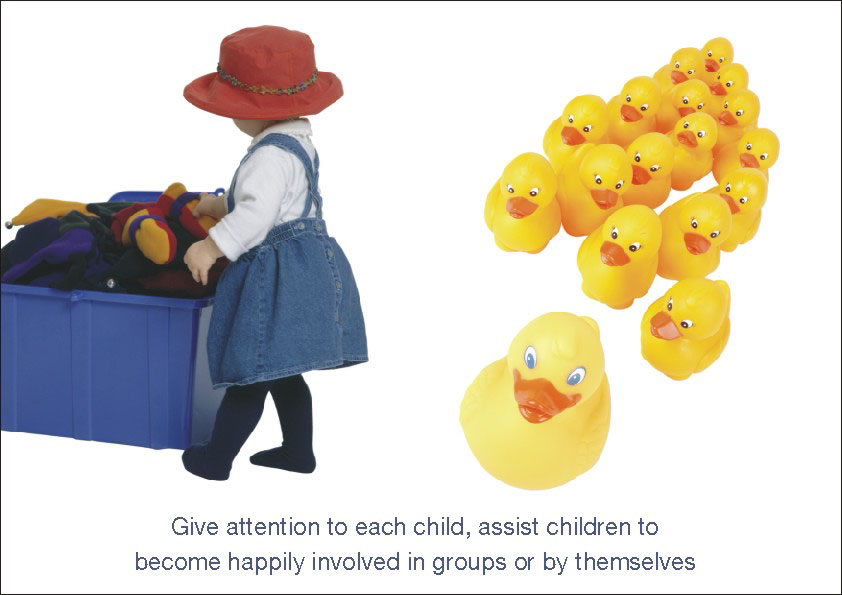 Give attention to each child, assist children to
become happily involved in groups or by themselves